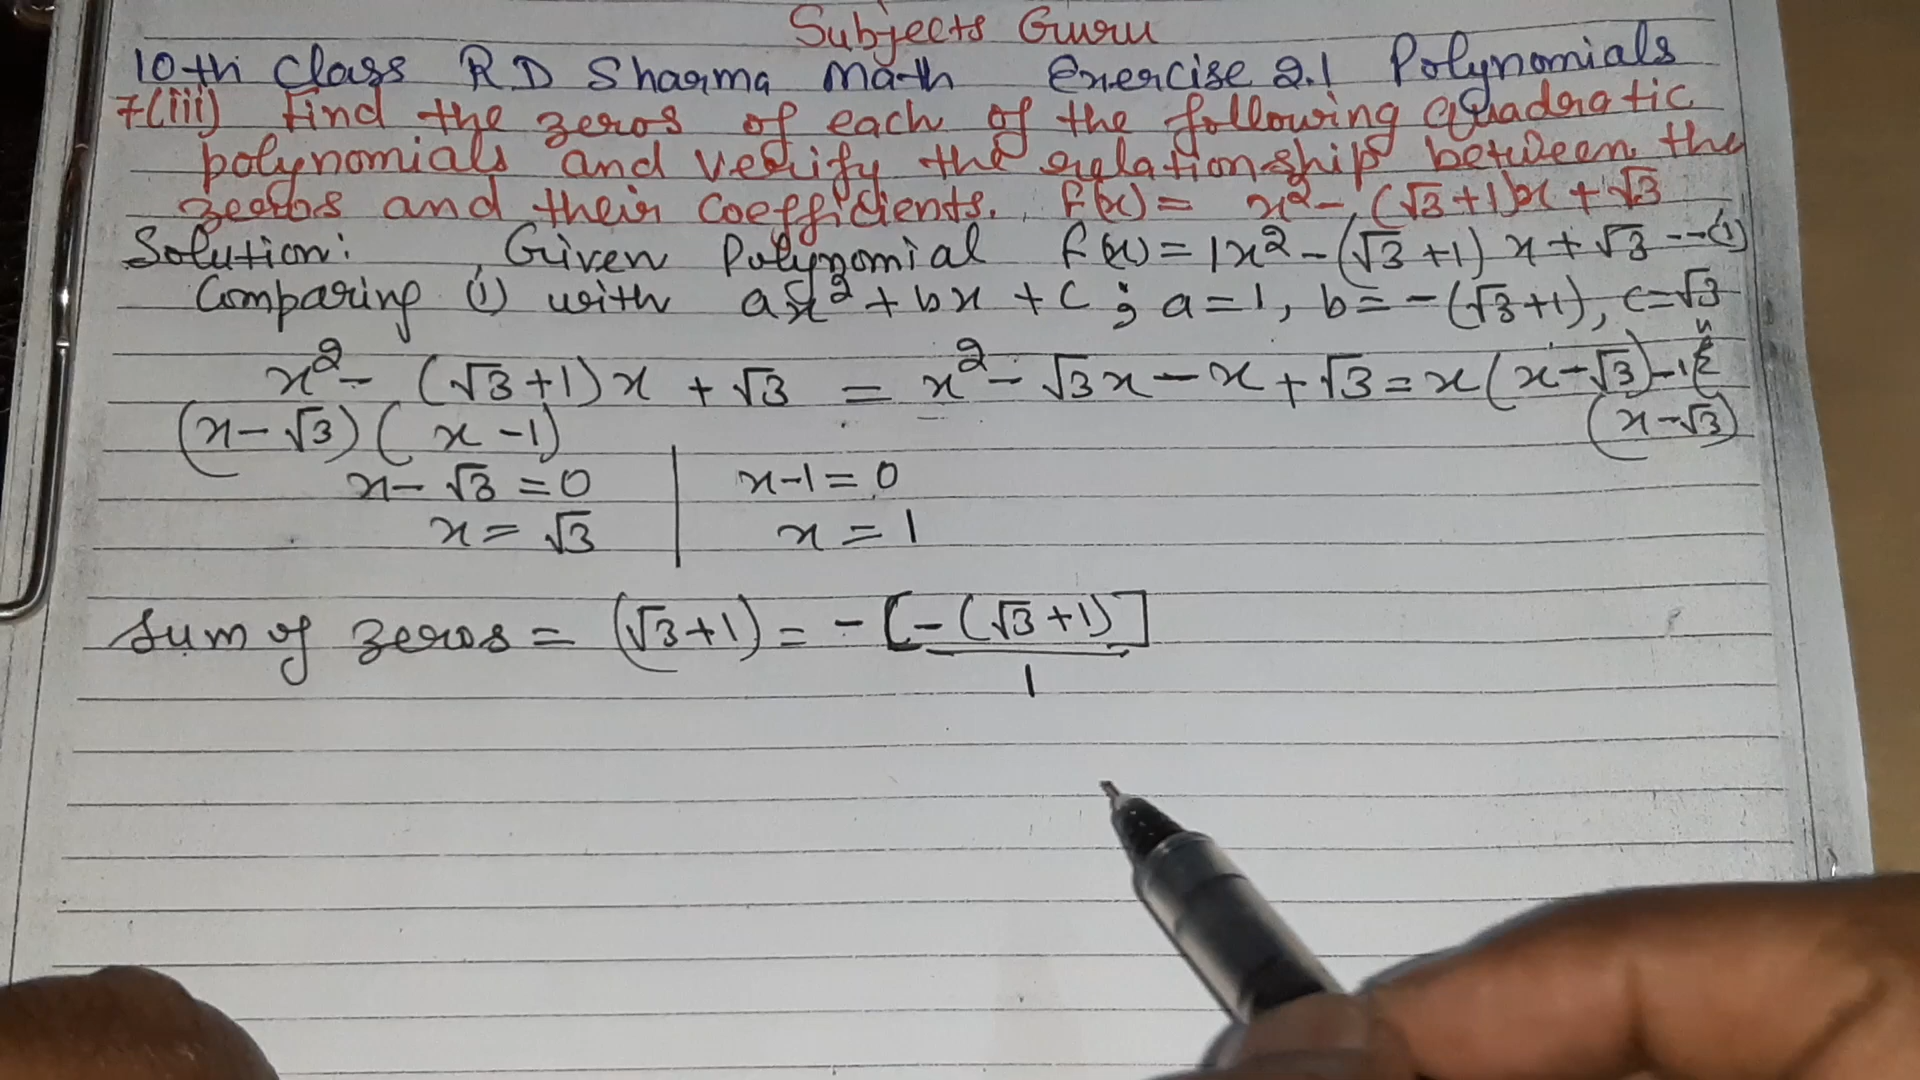 Subjects Guru
10th Class RD Sharma Math Exercise 2.1 Polynomials
7(iii) Find the zeros of each of the following Quadratic
polynomials and verify the relationship between the
zeros and their coefficients. f(x) = x² - (√3+1)x + √3
Solution: Given Polynomial f(x) = 1x² - (√3+1) x + √3 --- (1)
Comparing (1) with ax² + bx + c ; a = 1, b = -(√3+1), c = √3
x² - (√3+1)x + √3 = x² - √3x - x + √3 = x(x-√3) - 1
(x-√3)
(x-√3)(x-1)
x - √3 = 0 | x-1 = 0
x = √3 | x = 1
Sum of zeros = (√3+1) = - [-(√3+1)]
1